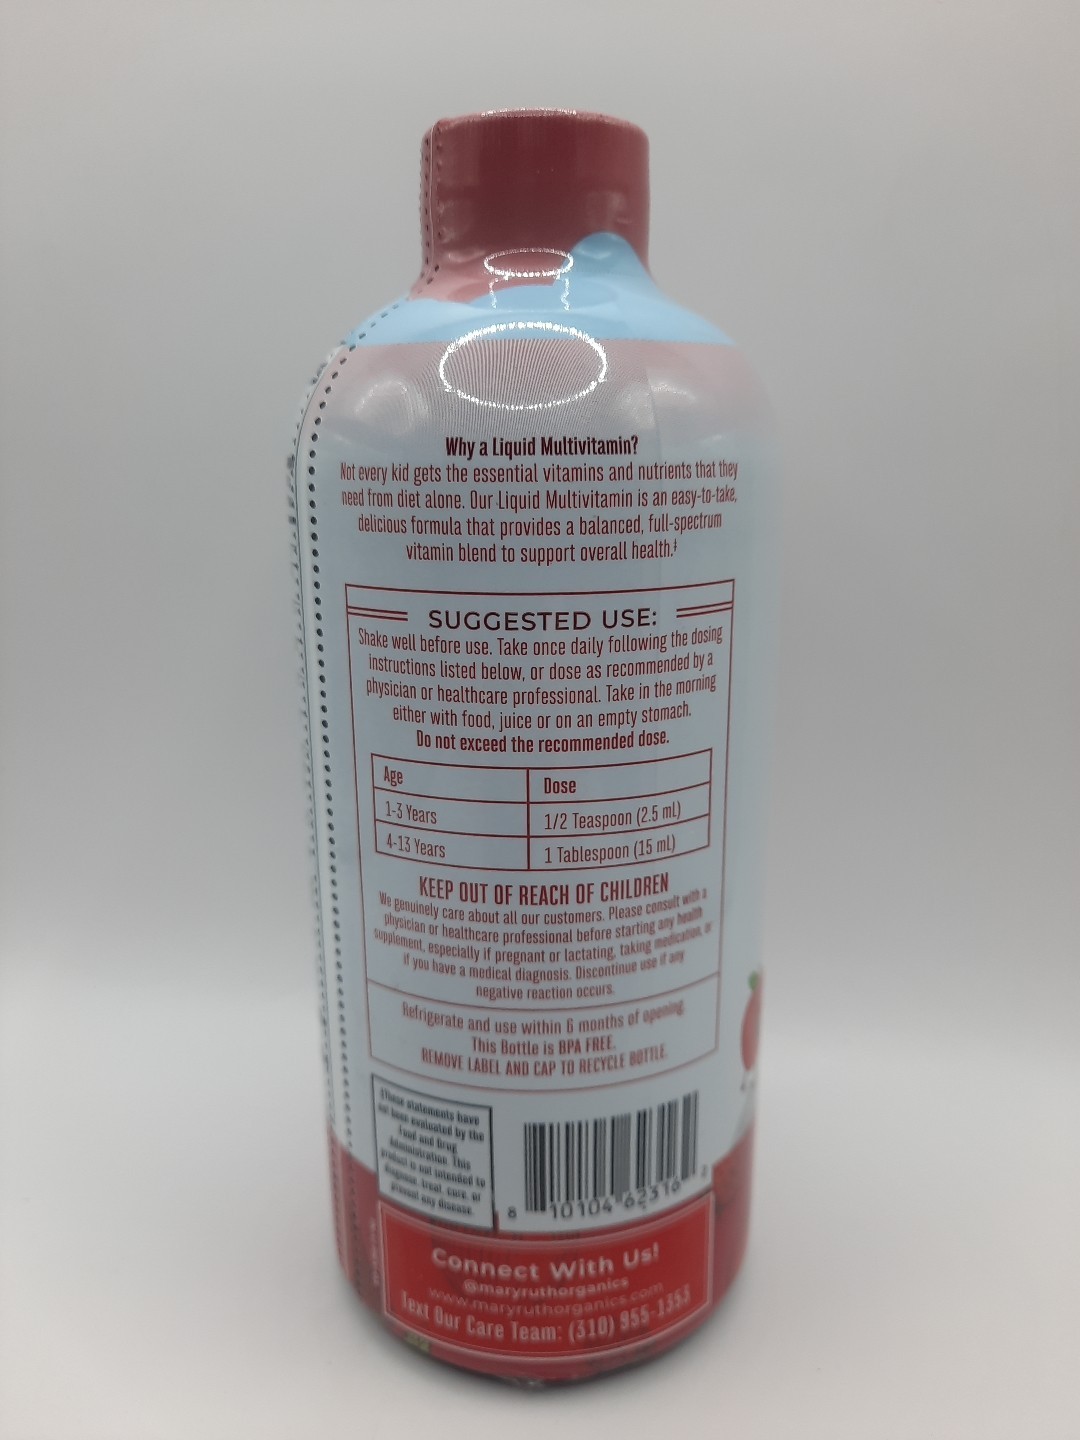 Why a Liquid Multivitamin?
Not every kid gets the essential vitamins and nutrients that they
need from diet alone. Our Liquid Multivitamin is an easy-to-take,
delicious formula that provides a balanced, full-spectrum
vitamin blend to support overall health.‡
SUGGESTED USE:
Shake well before use. Take once daily following the dosing
instructions listed below, or dose as recommended by a
physician or healthcare professional. Take in the morning
either with food, juice or on an empty stomach.
Do not exceed the recommended dose.
Age Dose
1-3 Years 1/2 Teaspoon (2.5 mL)
4-13 Years 1 Tablespoon (15 mL)
KEEP OUT OF REACH OF CHILDREN
We genuinely care about all our customers. Please consult with a
physician or healthcare professional before starting any health
supplement, especially if pregnant or lactating, taking medication, or
if you have a medical diagnosis. Discontinue use if any
negative reaction occurs.
Refrigerate and use within 6 months of opening.
This Bottle is BPA FREE.
REMOVE LABEL AND CAP TO RECYCLE BOTTLE.
‡These statements have
not been evaluated by the
Food and Drug
Administration. This
product is not intended to
diagnose, treat, cure, or
prevent any disease.
8 10104 62316 2
Connect With Us!
@maryruthorganics
www.maryruthorganics.com
Text Our Care Team: (310) 955-1353